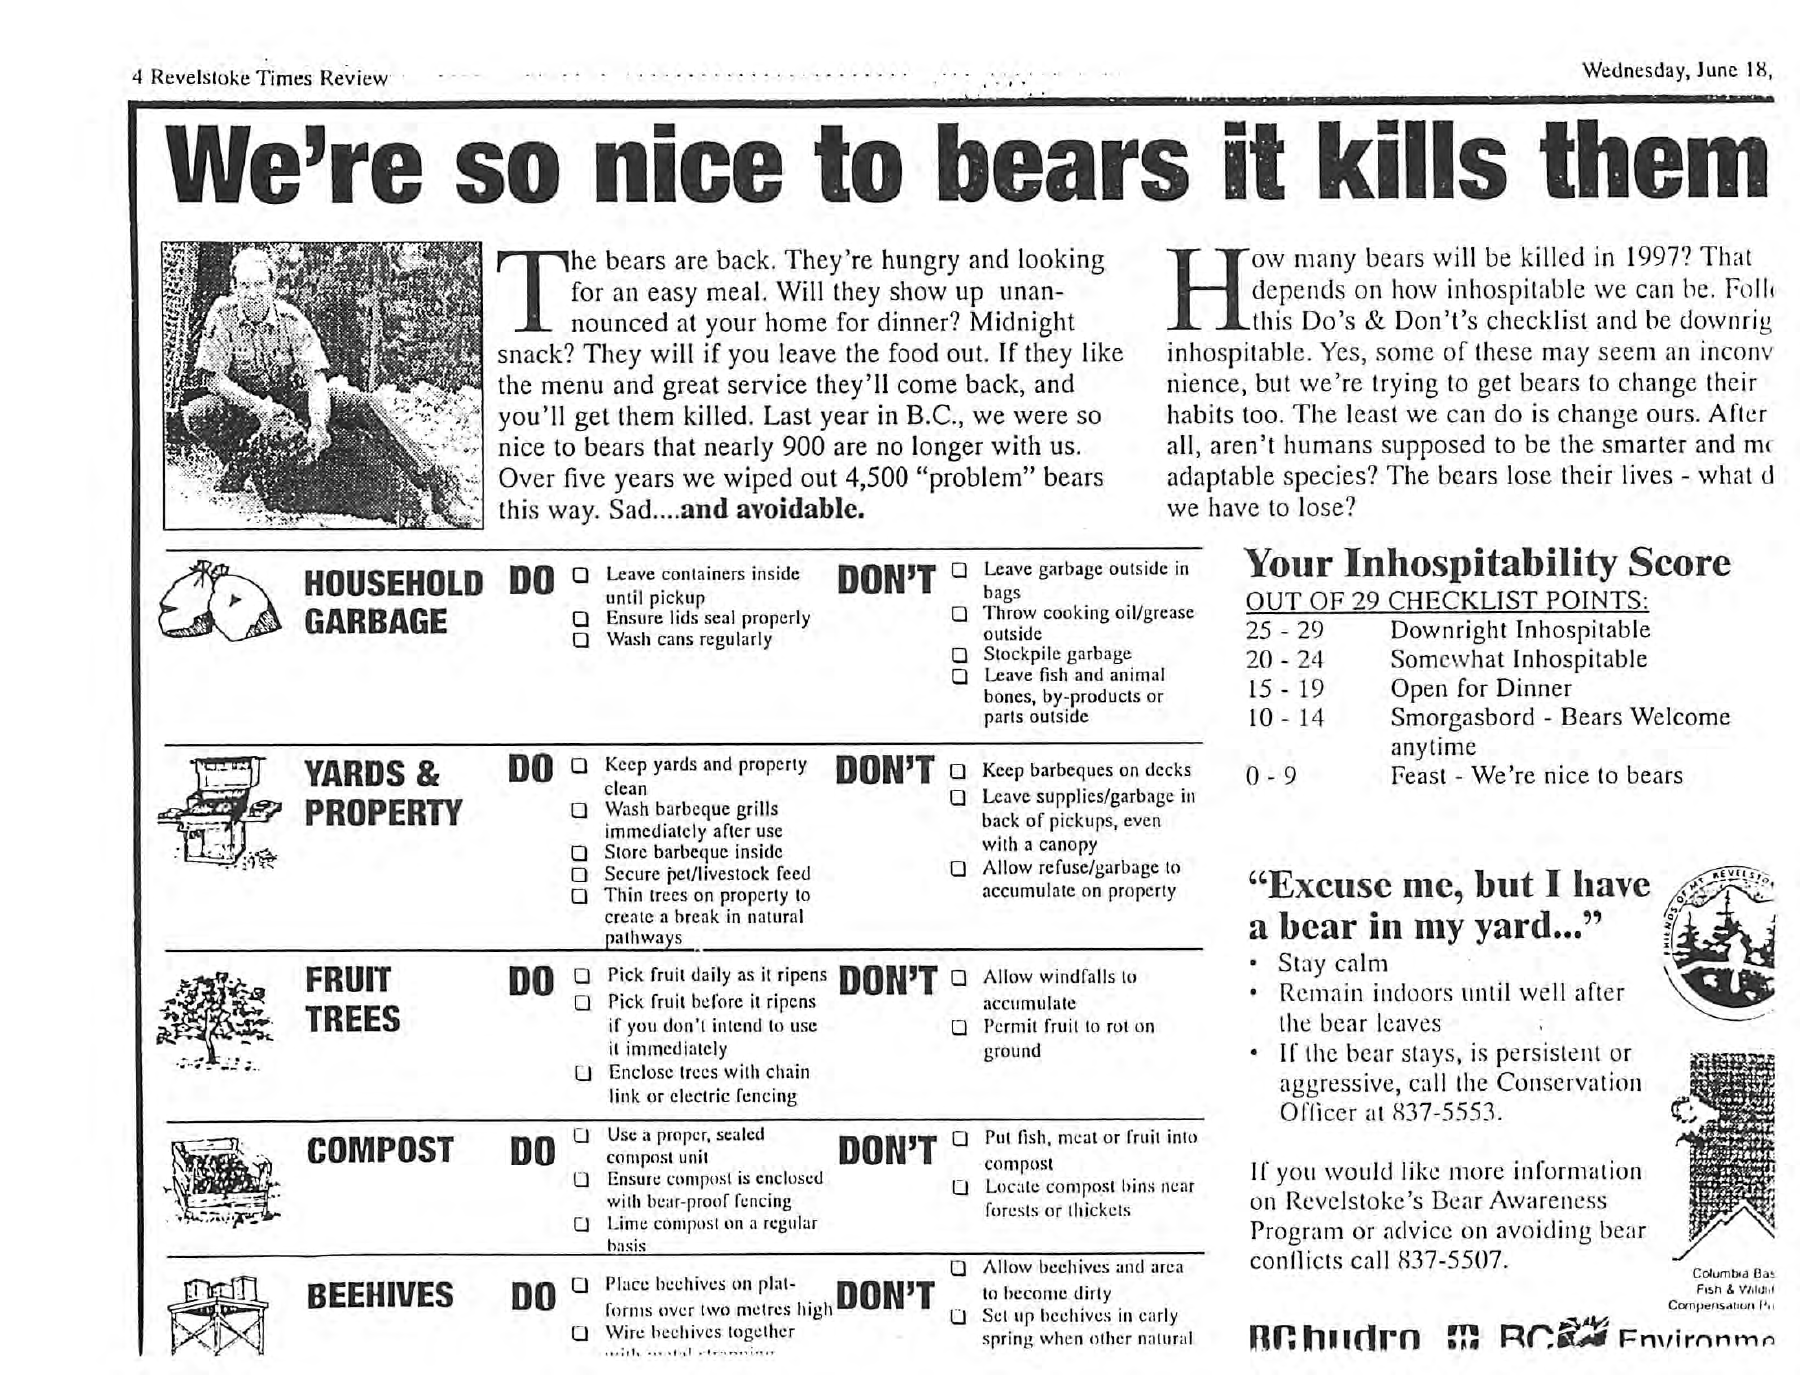 4 Revelstoke Times Review
Wednesday, June 18,
We're so nice to bears it kills them
The bears are back. They're hungry and looking
for an easy meal. Will they show up unan-
nounced at your home for dinner? Midnight
snack? They will if you leave the food out. If they like
the menu and great service they'll come back, and
you'll get them killed. Last year in B.C., we were so
nice to bears that nearly 900 are no longer with us.
Over five years we wiped out 4,500 "problem" bears
this way. Sad....and avoidable.
How many bears will be killed in 1997? That
depends on how inhospitable we can be. Foll
this Do's & Don't's checklist and be downrig
inhospitable. Yes, some of these may seem an inconv
nience, but we're trying to get bears to change their
habits too. The least we can do is change ours. After
all, aren't humans supposed to be the smarter and mo
adaptable species? The bears lose their lives - what d
we have to lose?
HOUSEHOLD
GARBAGE
DO
Leave containers inside
until pickup
Ensure lids seal properly
Wash cans regularly
DON'T
Leave garbage outside in
bags
Throw cooking oil/grease
outside
Stockpile garbage
Leave fish and animal
bones, by-products or
parts outside
YARDS &
PROPERTY
DO
Keep yards and property
clean
Wash barbeque grills
immediately after use
Store barbeque inside
Secure pet/livestock feed
Thin trees on property to
create a break in natural
pathways
DON'T
Keep barbeques on decks
Leave supplies/garbage in
back of pickups, even
with a canopy
Allow refuse/garbage to
accumulate on property
FRUIT
TREES
DO
Pick fruit daily as it ripens
Pick fruit before it ripens
if you don't intend to use
it immediately
Enclose trees with chain
link or electric fencing
DON'T
Allow windfalls to
accumulate
Permit fruit to rot on
ground
COMPOST
DO
Use a proper, sealed
compost unit
Ensure compost is enclosed
with bear-proof fencing
Lime compost on a regular
basis
DON'T
Put fish, meat or fruit into
compost
Locate compost bins near
forests or thickets
BEEHIVES
DO
Place beehives on plat-
forms over two metres high
Wire beehives together
DON'T
Allow beehives and area
to become dirty
Set up beehives in early
spring when other natural
Your Inhospitability Score
OUT OF 29 CHECKLIST POINTS:
25 - 29 Downright Inhospitable
20 - 24 Somewhat Inhospitable
15 - 19 Open for Dinner
10 - 14 Smorgasbord - Bears Welcome
anytime
0 - 9 Feast - We're nice to bears
"Excuse me, but I have
a bear in my yard..."
• Stay calm
• Remain indoors until well after
the bear leaves
• If the bear stays, is persistent or
aggressive, call the Conservation
Officer at 837-5553.
If you would like more information
on Revelstoke's Bear Awareness
Program or advice on avoiding bear
conflicts call 837-5507.
FRIENDS OF MT. REVELSTO
Columbia Bas
Fish & Wildli
Compensation P
BC hydro
BC
Environme